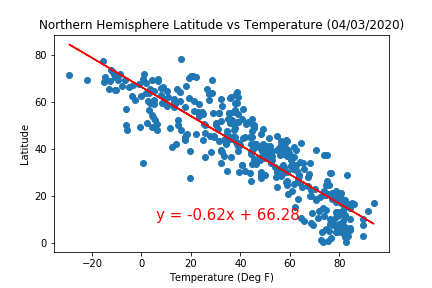 Northern Hemisphere Latitude vs Temperature (04/03/2020)
80
60
40
20
0
Latitude
y = -0.62x + 66.28
−20 0 20 40 60 80
Temperature (Deg F)